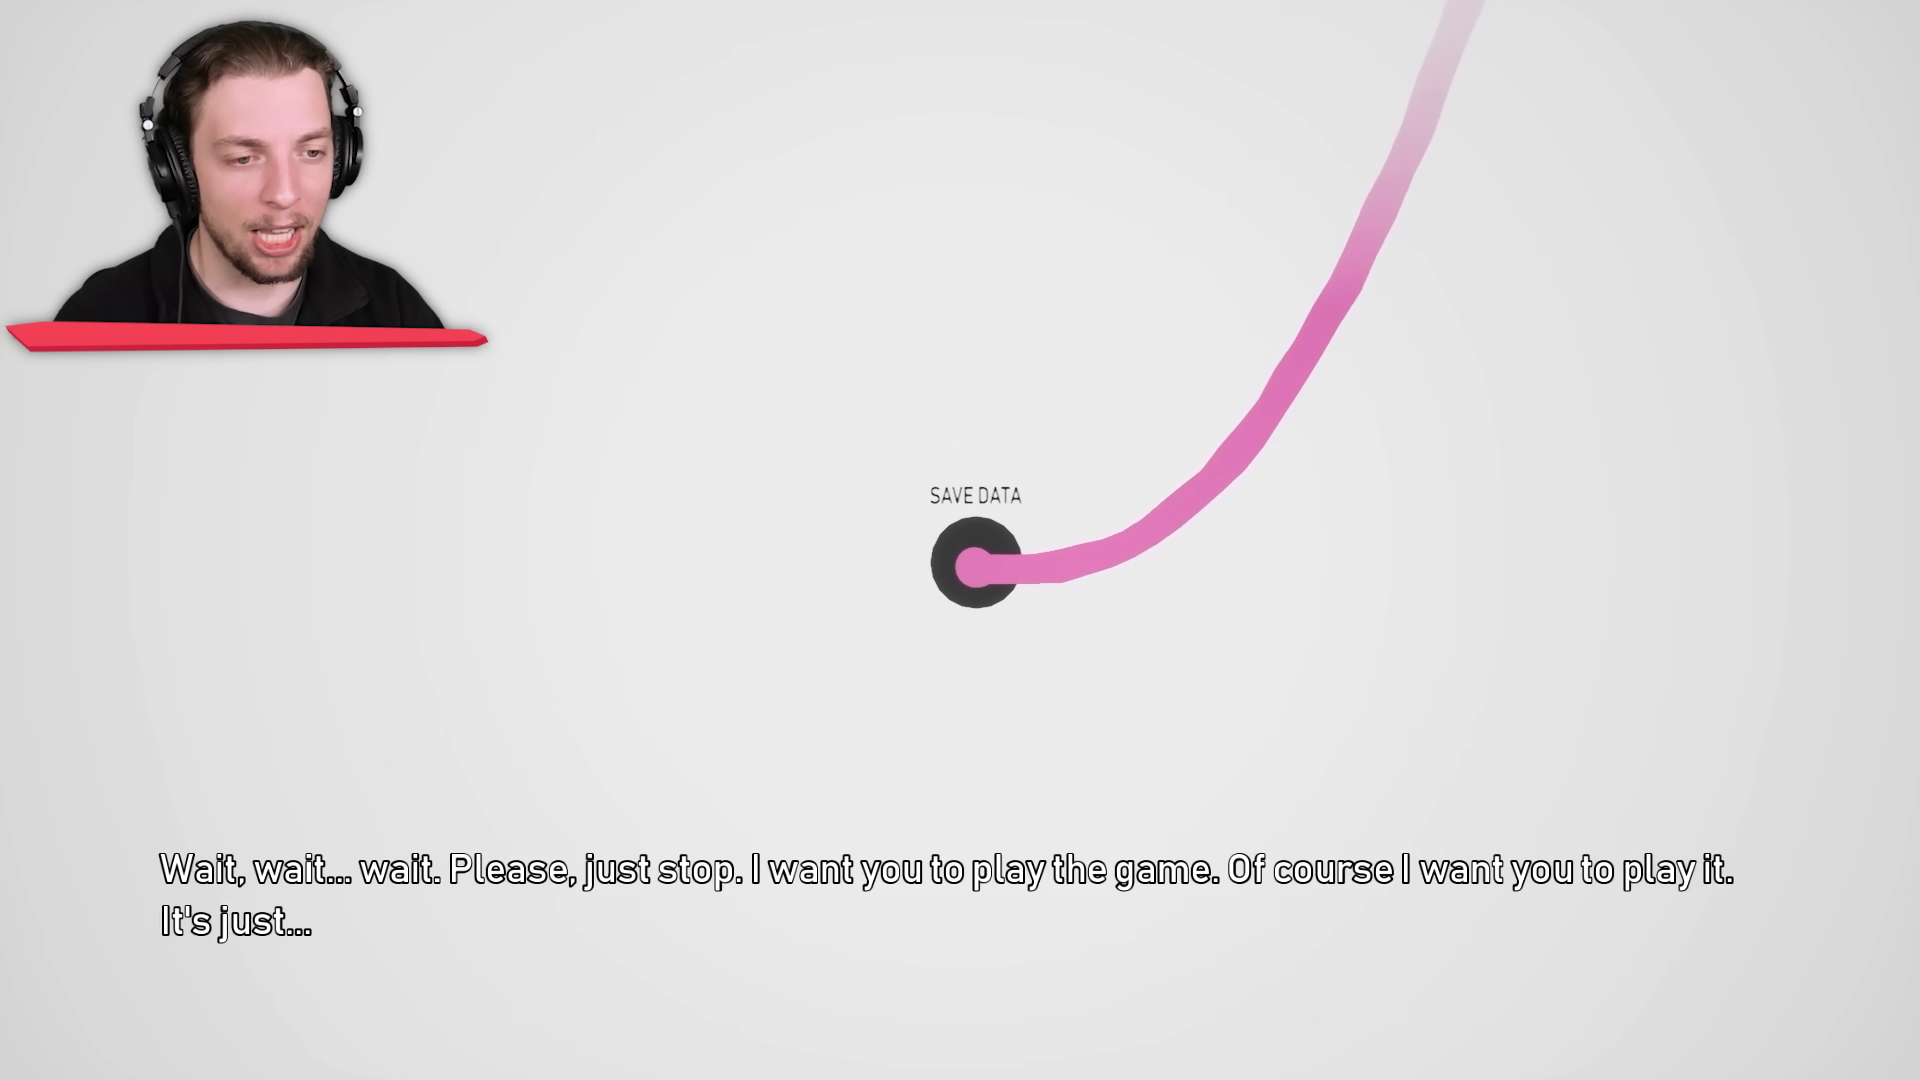 SAVE DATA
Wait, wait... wait. Please, just stop. I want you to play the game. Of course I want you to play it.
It's just...